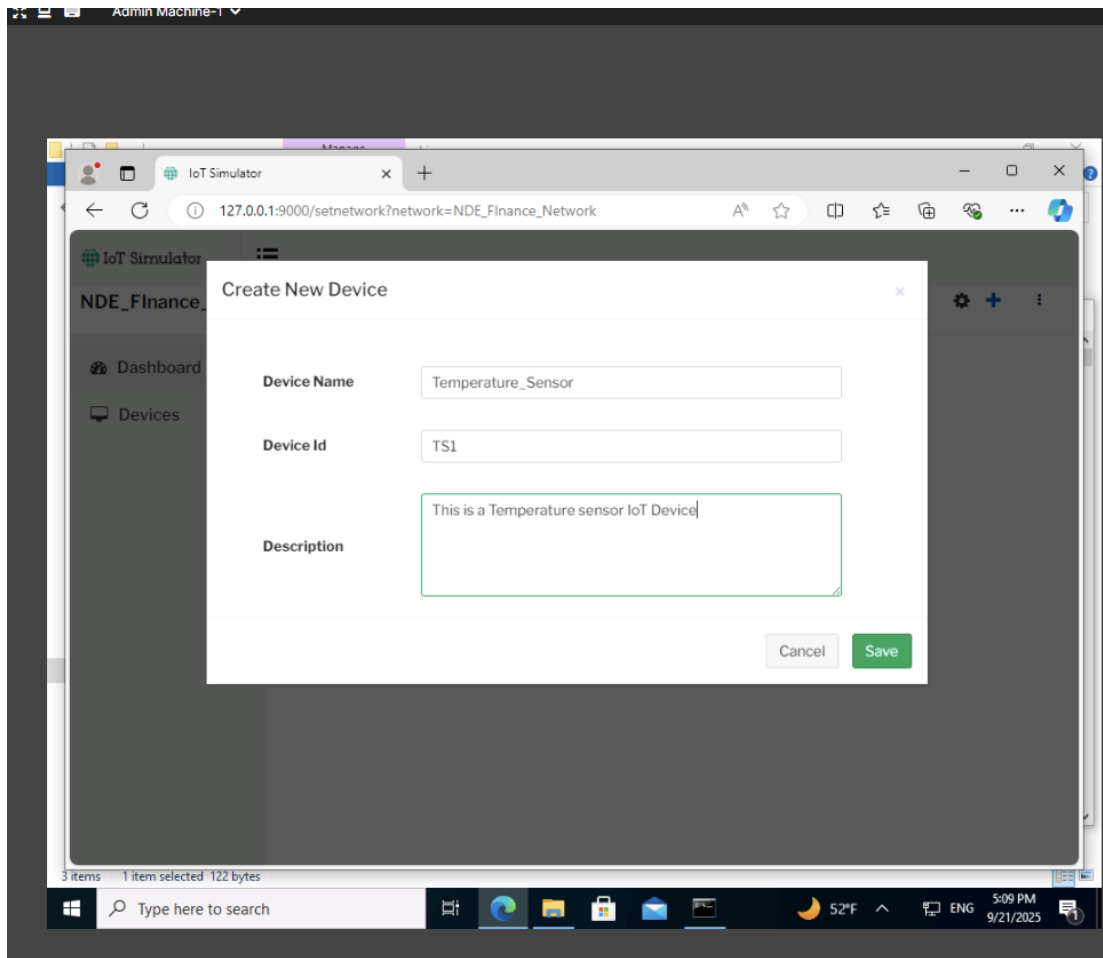 Admin Machine-1
Manage
IoT Simulator
127.0.0.1:9000/setnetwork?network=NDE_FInance_Network
IoT Simulator
NDE_FInance_
Create New Device
Dashboard
Devices
Device Name
Temperature_Sensor
Device Id
TS1
Description
This is a Temperature sensor IoT Device
Cancel
Save
3 items 1 item selected 122 bytes
Type here to search
52°F
ENG
5:09 PM
9/21/2025
1